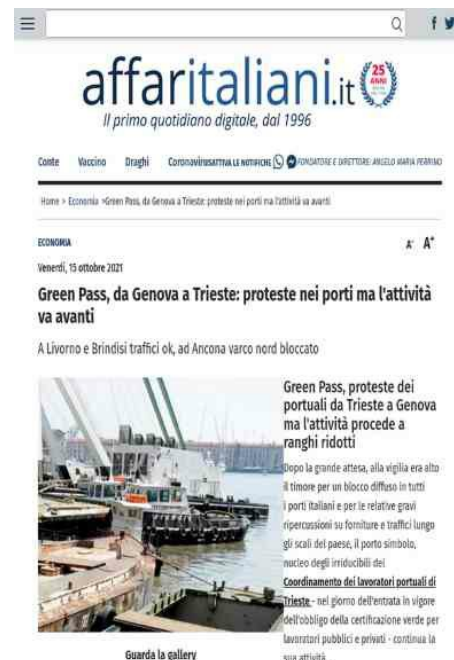 affaritaliani.it
25
ANNI
Il primo quotidiano digitale, dal 1996
Conte Vaccino Draghi Coronavirus ATTIVA LE NOTIFICHE FONDATORE E DIRETTORE: ANGELO MARIA PERRINO
Home > Economia >Green Pass, da Genova a Trieste: proteste nei porti ma l'attività va avanti
ECONOMIA
A- A+
Venerdì, 15 ottobre 2021
Green Pass, da Genova a Trieste: proteste nei porti ma l'attività
va avanti
A Livorno e Brindisi traffici ok, ad Ancona varco nord bloccato
Green Pass, proteste dei
portuali da Trieste a Genova
ma l'attività procede a
ranghi ridotti
Dopo la grande attesa, alla vigilia era alto
il timore per un blocco diffuso in tutti
i porti italiani e per le relative gravi
ripercussioni su forniture e traffici lungo
gli scali del paese, il porto simbolo,
nucleo degli irriducibili del
Coordinamento dei lavoratori portuali di
Trieste - nel giorno dell'entrata in vigore
dell'obbligo della certificazione verde per
lavoratori pubblici e privati - continua la
sua attività
Guarda la gallery